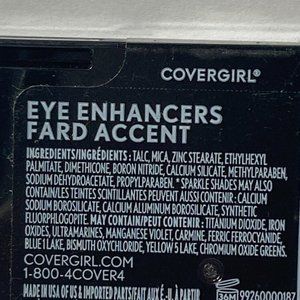 COVERGIRL®
EYE ENHANCERS
FARD ACCENT
INGREDIENTS/INGRÉDIENTS: TALC, MICA, ZINC STEARATE, ETHYLHEXYL
PALMITATE, DIMETHICONE, BORON NITRIDE, CALCIUM SILICATE, METHYLPARABEN,
SODIUM DEHYDROACETATE, PROPYLPARABEN. * SPARKLE SHADES MAY ALSO
CONTAIN/LES TEINTES SCINTILLANTES PEUVENT AUSSI CONTENIR: CALCIUM
SODIUM BOROSILICATE, CALCIUM ALUMINUM BOROSILICATE, SYNTHETIC
FLUORPHLOGOPITE. MAY CONTAIN/PEUT CONTENIR: TITANIUM DIOXIDE, IRON
OXIDES, ULTRAMARINES, MANGANESE VIOLET, CARMINE, FERRIC FERROCYANIDE,
BLUE 1 LAKE, BISMUTH OXYCHLORIDE, YELLOW 5 LAKE, CHROMIUM OXIDE GREENS
COVERGIRL.COM
1-800-4COVER4
MADE IN USA OF US & IMPORTED PARTS/FABRIQUÉ AUX É.-U. À PARTIR
36M 99260000187